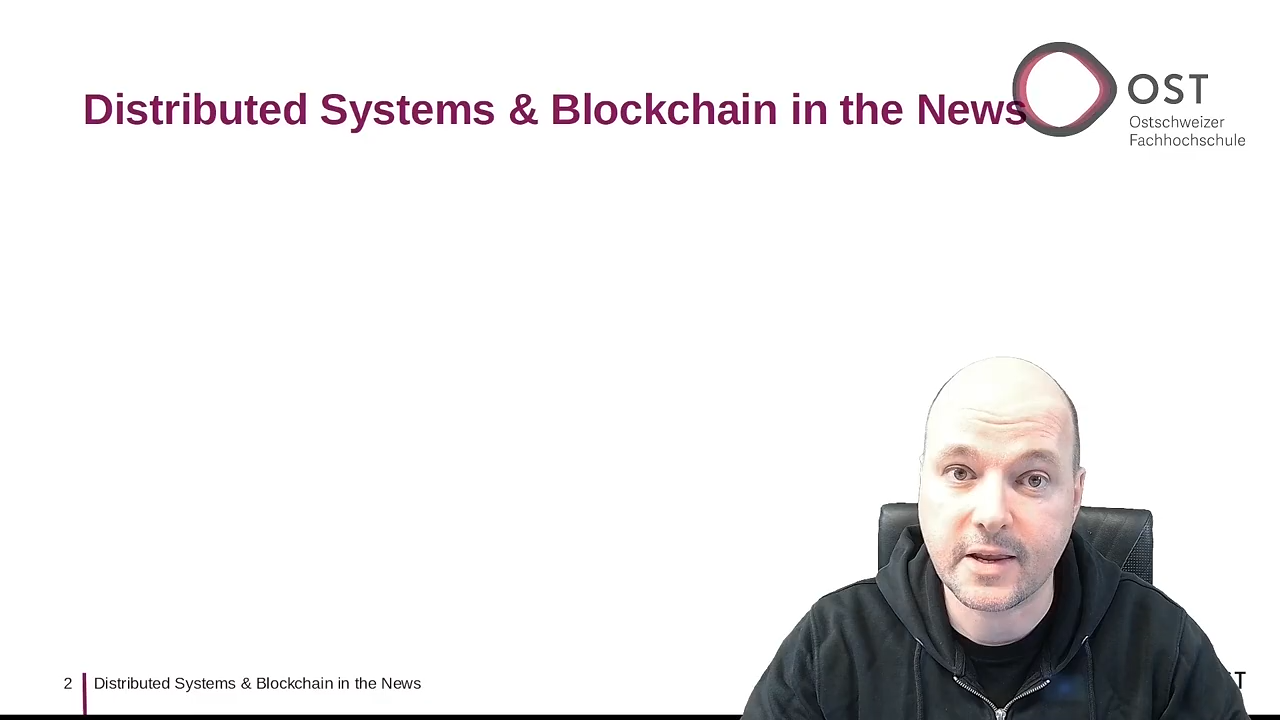 Distributed Systems & Blockchain in the News
OST
Ostschweizer
Fachhochschule
2
Distributed Systems & Blockchain in the News